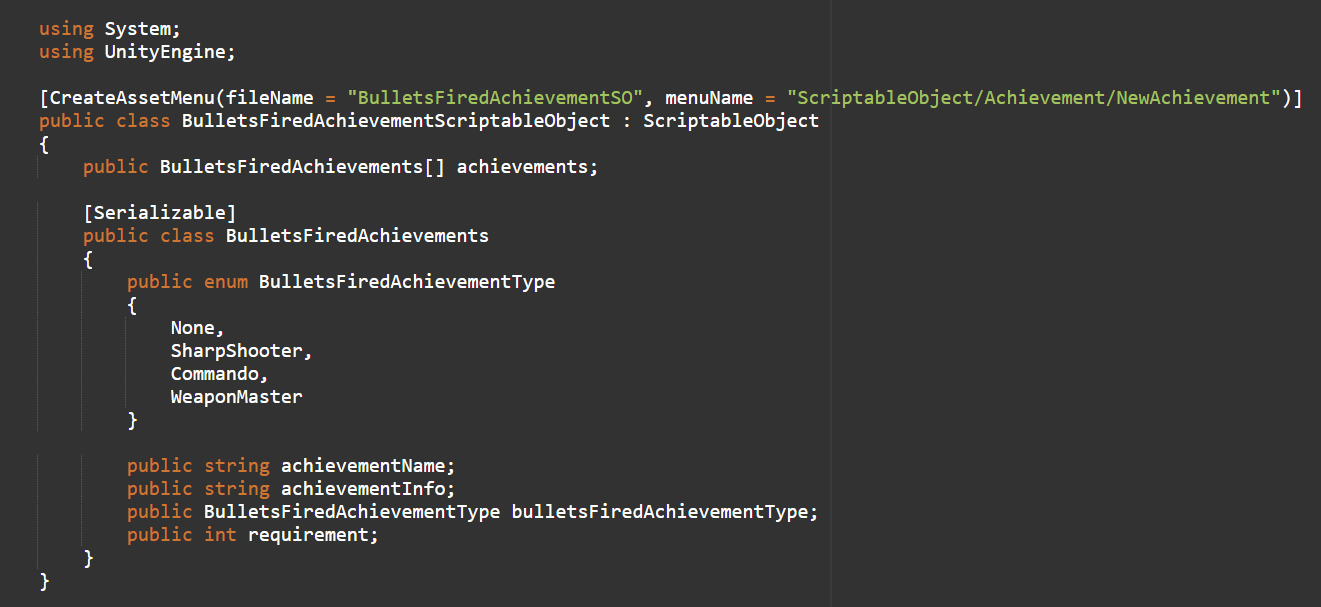 using System;
using UnityEngine;
[CreateAssetMenu(fileName = "BulletsFiredAchievementSO", menuName = "ScriptableObject/Achievement/NewAchievement")]
public class BulletsFiredAchievementScriptableObject : ScriptableObject
{
public BulletsFiredAchievements[] achievements;
[Serializable]
public class BulletsFiredAchievements
{
public enum BulletsFiredAchievementType
{
None,
SharpShooter,
Commando,
WeaponMaster
}
public string achievementName;
public string achievementInfo;
public BulletsFiredAchievementType bulletsFiredAchievementType;
public int requirement;
}
}